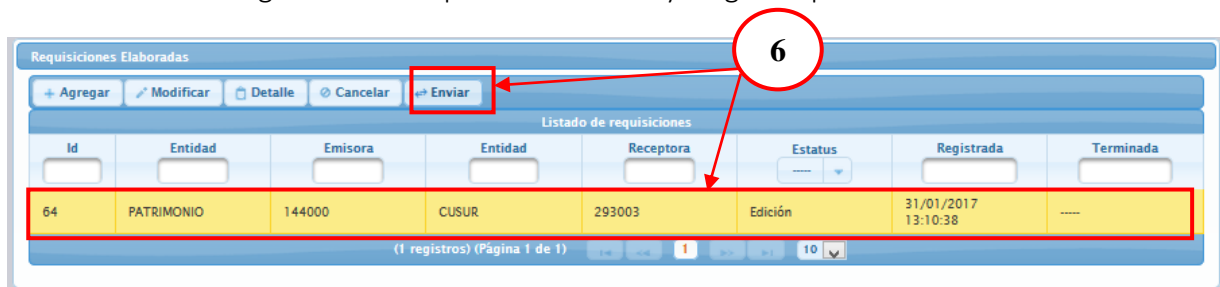 6
Requisiciones Elaboradas
Agregar Modificar Detalle Cancelar Enviar
Listado de requisiciones
Id Entidad Emisora Entidad Receptora Estatus Registrada Terminada
-----
64 PATRIMONIO 144000 CUSUR 293003 Edición 31/01/2017 -----
13:10:38
(1 registros) (Página 1 de 1) 1 10